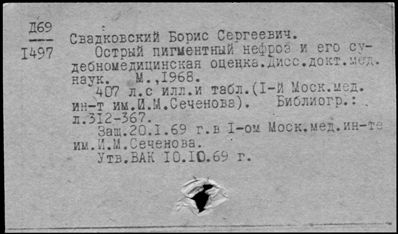 Д69
I497
Свадковский Борис Сергеевич.
Острый пигментный нефроз и его су-
дебномедицинская оценка.Дисс.докт.мед.
наук. М.,1968.
407 л.с илл.и табл.(I-й Моск.мед.
ин-т им.И.М.Сеченова). Библиогр.:
л.312-367.
Защ.20.1.69 г.в I-ом Моск.мед.ин-те
им.И.М.Сеченова.
Утв.ВАК 10.10.69 г.